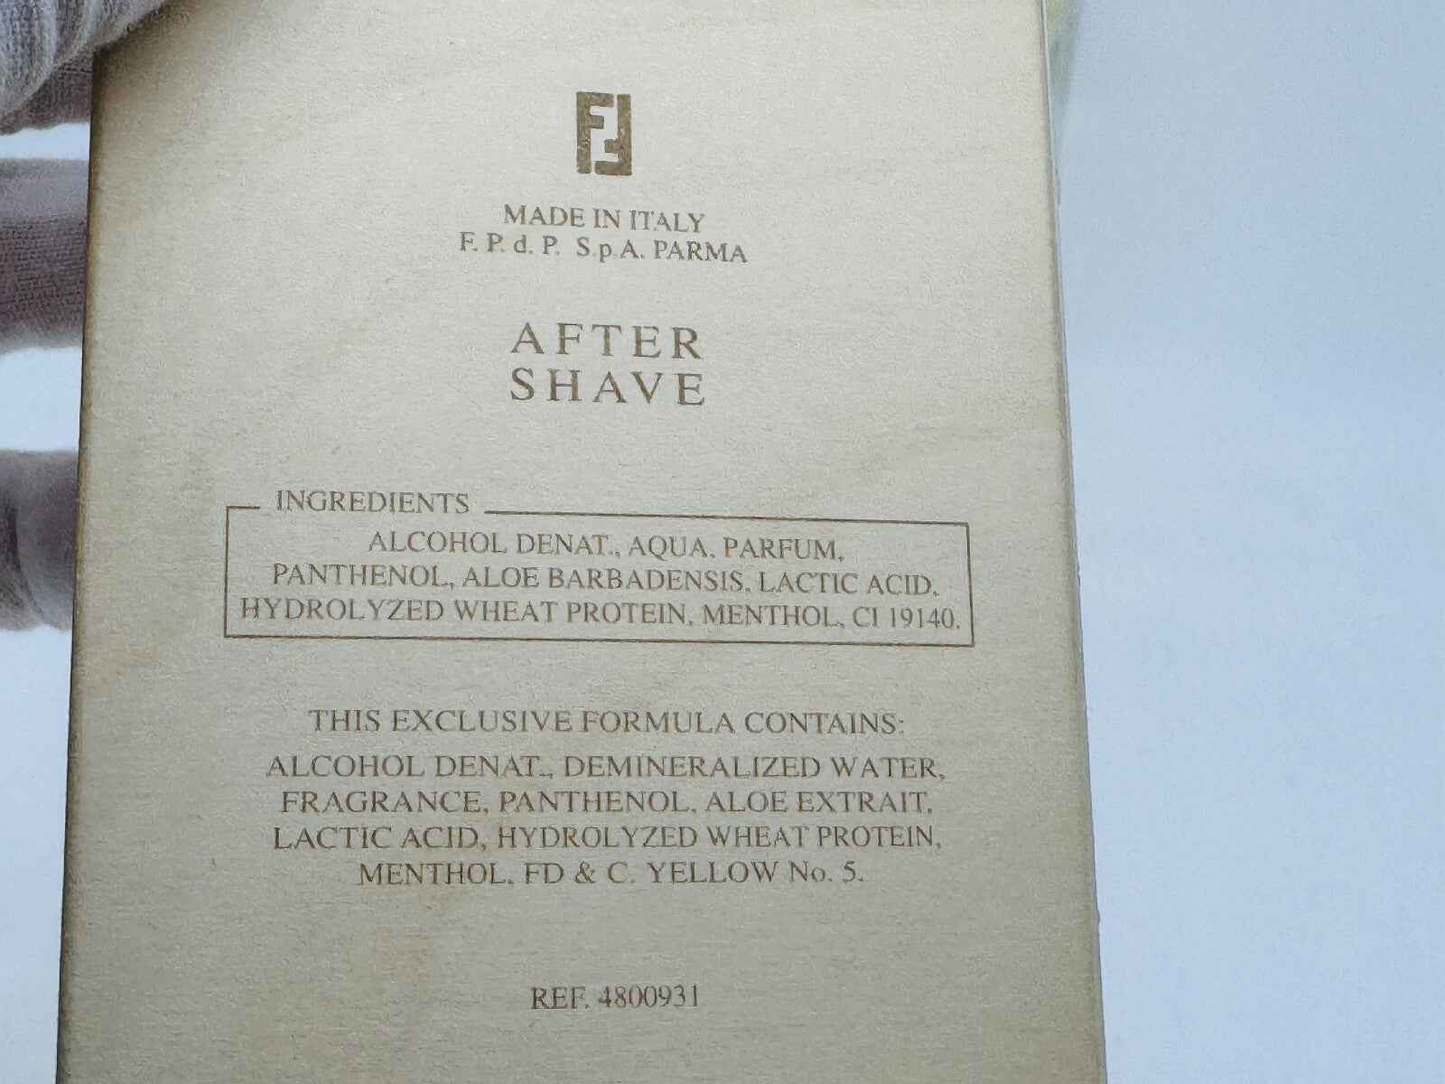 MADE IN ITALY
F. P. d. P. S.p.A. PARMA
AFTER
SHAVE
INGREDIENTS
ALCOHOL DENAT., AQUA, PARFUM,
PANTHENOL, ALOE BARBADENSIS, LACTIC ACID,
HYDROLYZED WHEAT PROTEIN, MENTHOL, CI 19140.
THIS EXCLUSIVE FORMULA CONTAINS:
ALCOHOL DENAT., DEMINERALIZED WATER,
FRAGRANCE, PANTHENOL, ALOE EXTRAIT,
LACTIC ACID, HYDROLYZED WHEAT PROTEIN,
MENTHOL, FD & C. YELLOW No. 5.
REF. 4800931